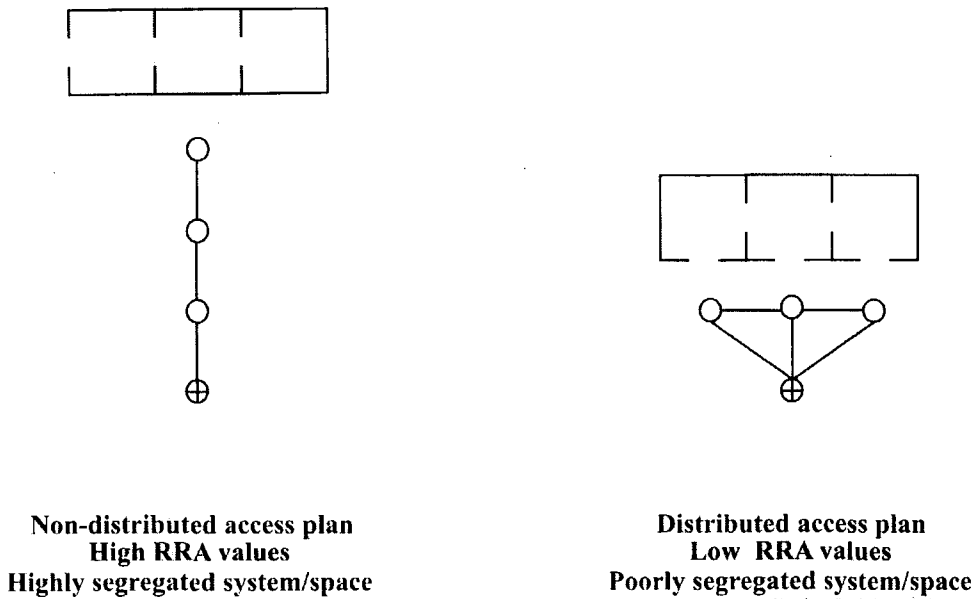 Non-distributed access plan
High RRA values
Highly segregated system/space
Distributed access plan
Low RRA values
Poorly segregated system/space